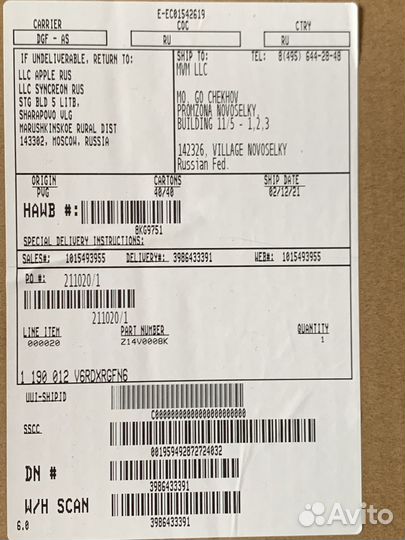 E-EC01542619
CARRIER COC CTRY
DGF - AS RU RU
IF UNDELIVERABLE, RETURN TO:
LLC APPLE RUS
LLC SYNCREON RUS
STG BLD 5 LITB,
SHARAPOVO VLG
MARUSHKINSKOE RURAL DIST
143302, MOSCOW, RUSSIA
SHIP TO: TEL: 8(495) 644-28-48
MVM LLC
MO, GO CHEKHOV
PROMZONA NOVOSELKY
BUILDING 11/5 - 1,2,3
142326, VILLAGE NOVOSELKY
Russian Fed.
ORIGIN CARTONS SHIP DATE
PVG 40/40 02/12/21
HAWB #:
BKG9751
SPECIAL DELIVERY INSTRUCTIONS:
SALES#: 1015493955 DELIVERY#: 3986433391 WEB#: 1015493955
PO #: 211020/1
211020/1
LINE ITEM PART NUMBER QUANTITY
000020 Z14V0008K 1
1 190 012 V6RDXRGFN6
UUI-SHIPID
C0000000000000000000000
SSCC
001959492872724032
DN #
3986433391
W/H SCAN
3986433391
6.0
Avito